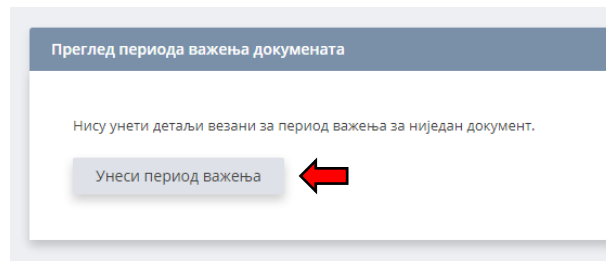 Преглед периода важења докумената
Нису унети детаљи везани за период важења за ниједан документ.
Унеси период важења